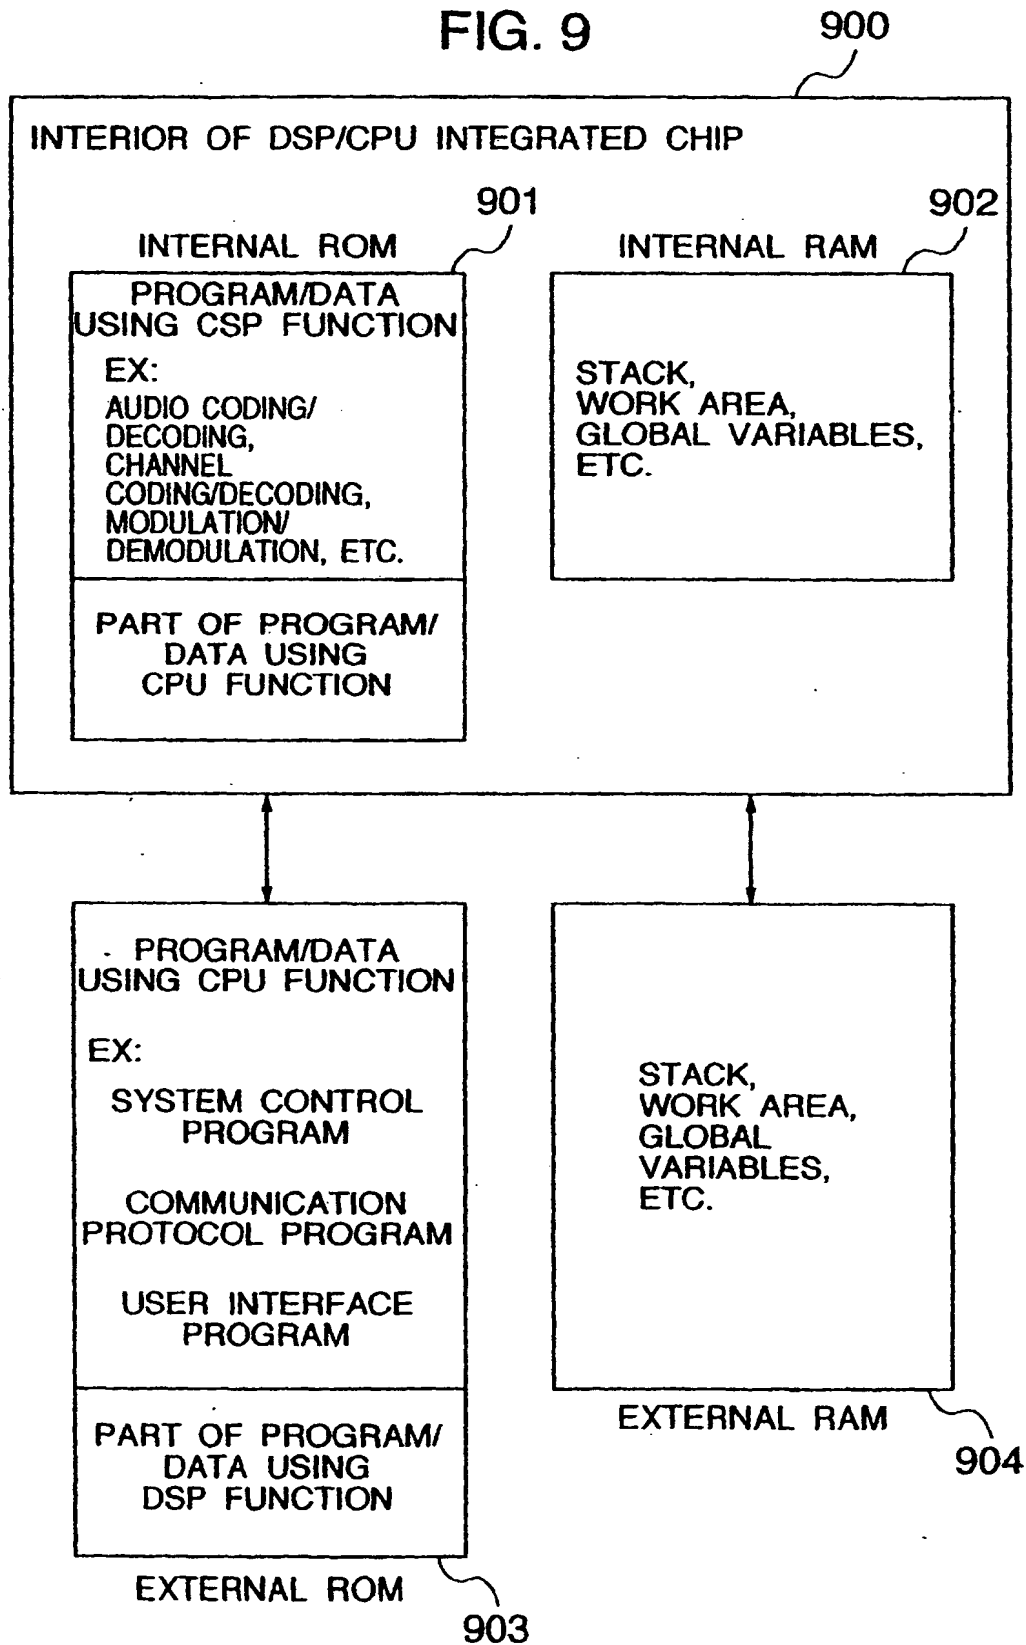 FIG. 9
900
INTERIOR OF DSP/CPU INTEGRATED CHIP
901
INTERNAL ROM
PROGRAM/DATA
USING CSP FUNCTION
EX:
AUDIO CODING/
DECODING,
CHANNEL
CODING/DECODING,
MODULATION/
DEMODULATION, ETC.
PART OF PROGRAM/
DATA USING
CPU FUNCTION
902
INTERNAL RAM
STACK,
WORK AREA,
GLOBAL VARIABLES,
ETC.
PROGRAM/DATA
USING CPU FUNCTION
EX:
SYSTEM CONTROL
PROGRAM
COMMUNICATION
PROTOCOL PROGRAM
USER INTERFACE
PROGRAM
PART OF PROGRAM/
DATA USING
DSP FUNCTION
EXTERNAL ROM
903
STACK,
WORK AREA,
GLOBAL
VARIABLES,
ETC.
EXTERNAL RAM
904